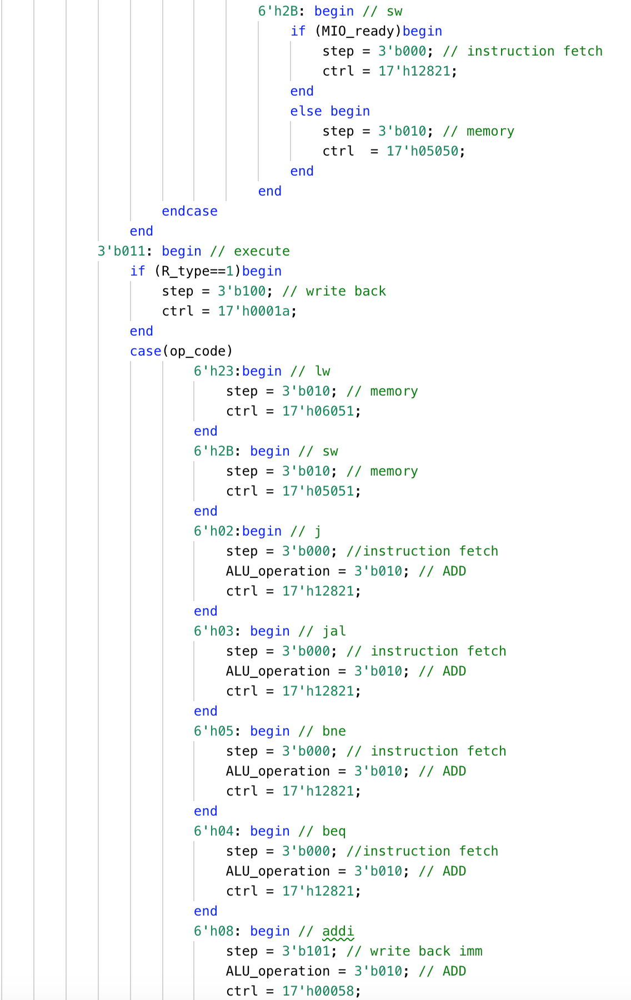 6'h2B: begin // sw
if (MIO_ready)begin
step = 3'b000; // instruction fetch
ctrl = 17'h12821;
end
else begin
step = 3'b010; // memory
ctrl  = 17'h05050;
end
end
endcase
end
3'b011: begin // execute
if (R_type==1)begin
step = 3'b100; // write back
ctrl = 17'h0001a;
end
case(op_code)
6'h23:begin // lw
step = 3'b010; // memory
ctrl = 17'h06051;
end
6'h2B: begin // sw
step = 3'b010; // memory
ctrl = 17'h05051;
end
6'h02:begin // j
step = 3'b000; //instruction fetch
ALU_operation = 3'b010; // ADD
ctrl = 17'h12821;
end
6'h03: begin // jal
step = 3'b000; // instruction fetch
ALU_operation = 3'b010; // ADD
ctrl = 17'h12821;
end
6'h05: begin // bne
step = 3'b000; // instruction fetch
ALU_operation = 3'b010; // ADD
ctrl = 17'h12821;
end
6'h04: begin // beq
step = 3'b000; //instruction fetch
ALU_operation = 3'b010; // ADD
ctrl = 17'h12821;
end
6'h08: begin // addi
step = 3'b101; // write back imm
ALU_operation = 3'b010; // ADD
ctrl = 17'h00058;